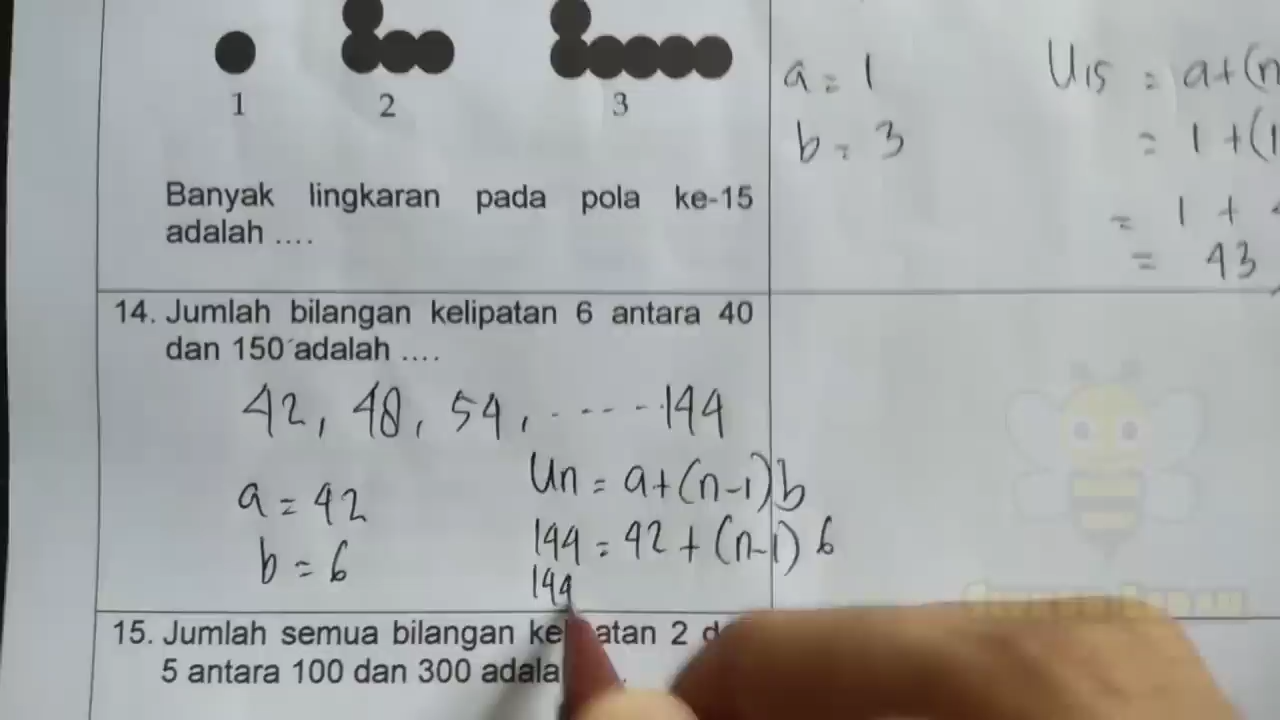 1 2 3
a = 1
b = 3
U15 = a+(n
= 1 +(1
= 1 +
= 43
Banyak lingkaran pada pola ke-15
adalah ....
14. Jumlah bilangan kelipatan 6 antara 40
dan 150 adalah ....
42, 48, 54, ..... 144
a = 42
b = 6
Un = a+(n-1)b
144 = 42 + (n-1) 6
144
15. Jumlah semua bilangan 2
5 antara 100 dan 300